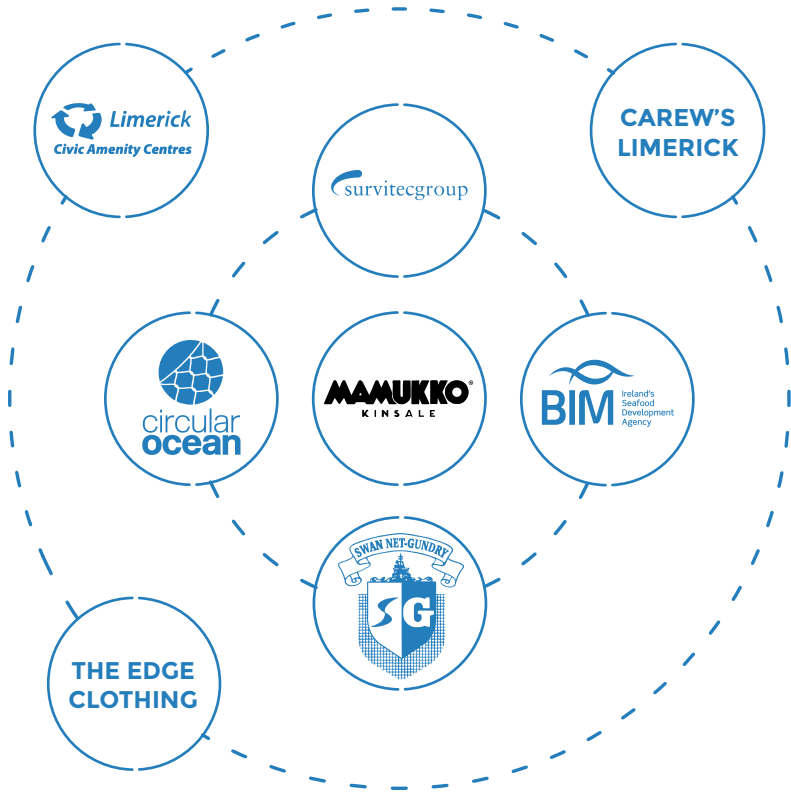 Limerick
Civic Amenity Centres
CAREW'S
LIMERICK
survitecgroup
circular
ocean
MAMUKKO®
KINSALE
BIM
Ireland's
Seafood
Development
Agency
SWAN NET-GUNDRY
SG
THE EDGE
CLOTHING